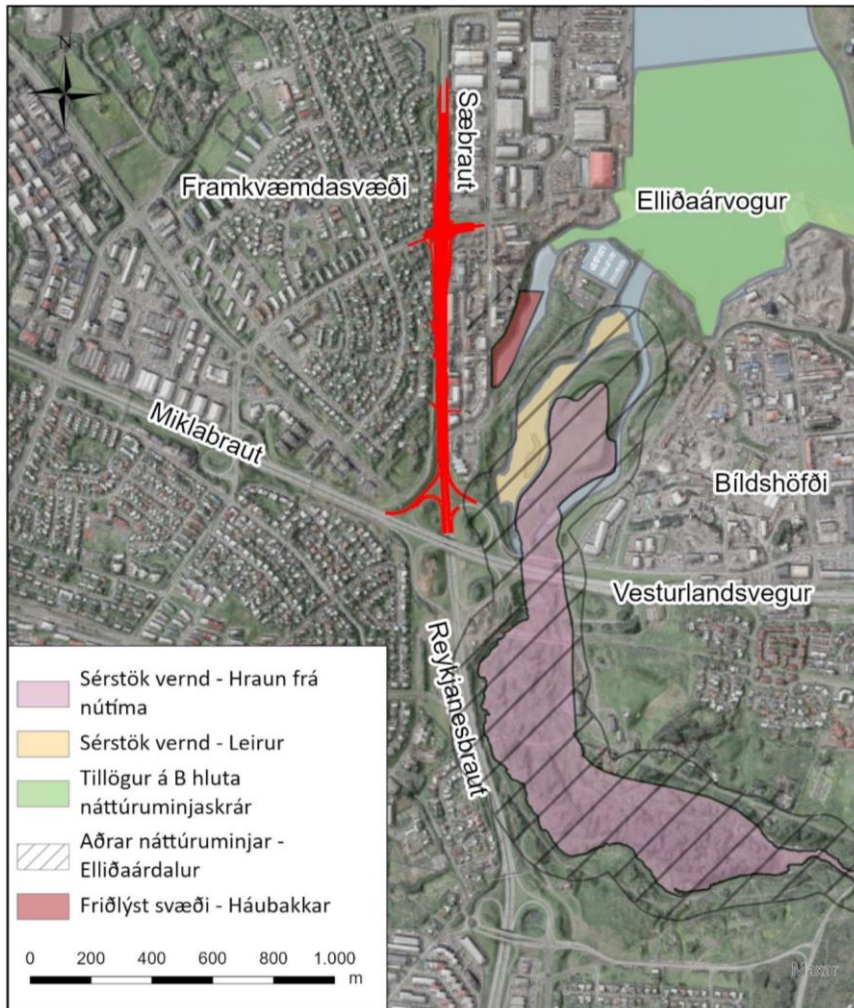 N
Sæbraut
Framkvæmdasvæði
Elliðaárvogur
Miklabraut
Bíldshöfði
Vesturlandsvegur
Reykjanesbraut
Sérstök vernd - Hraun frá
nútíma
Sérstök vernd - Leirur
Tillögur á B hluta
náttúruminjaskrár
Aðrar náttúruminjar -
Elliðaárdalur
Friðlýst svæði - Háubakkar
0 200 400 600 800 1.000
m
Maxar